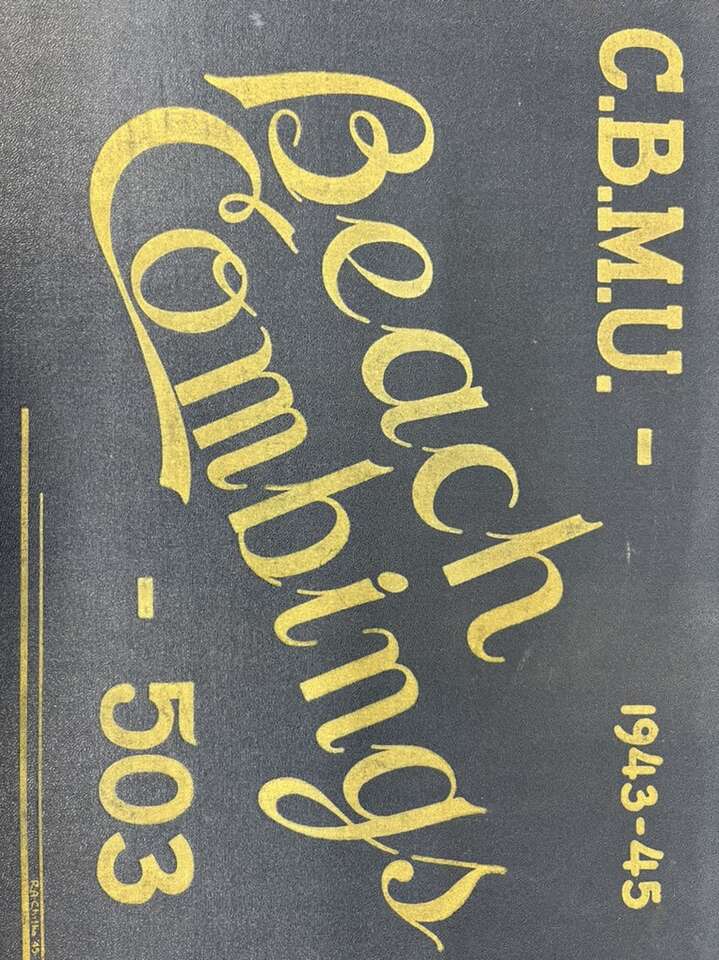 C.B.M.U. -
1943-45
Beach
Combings
- 503